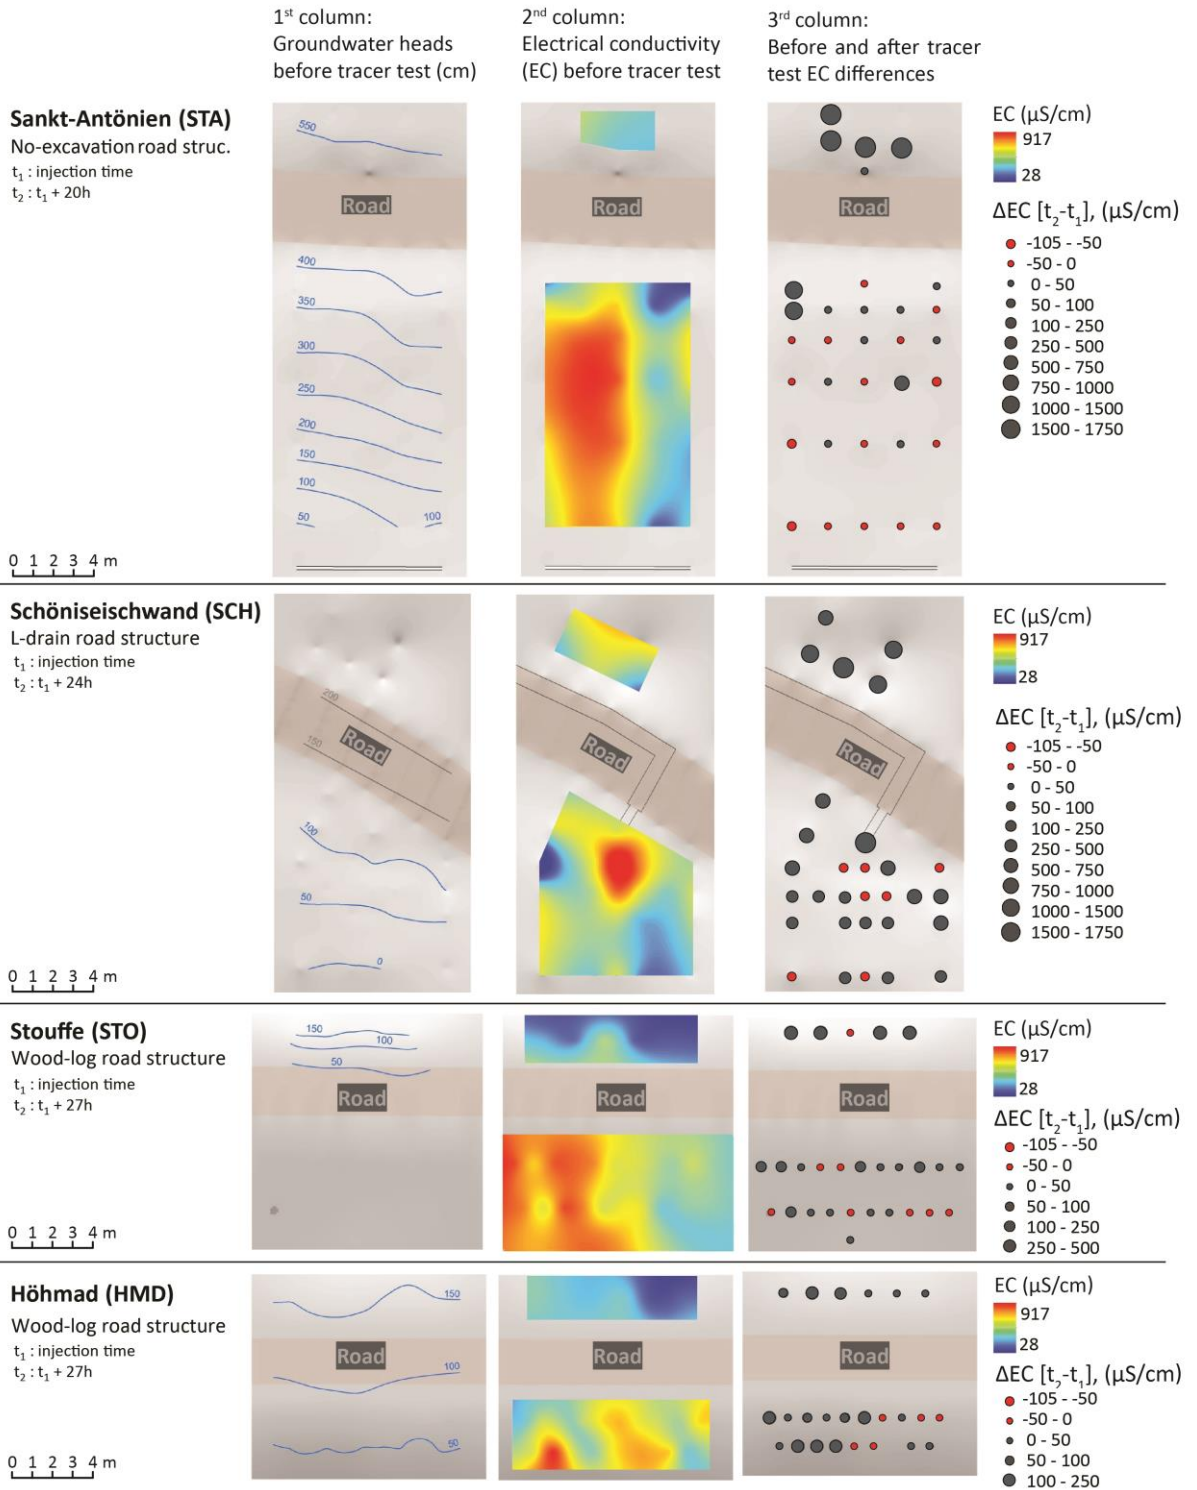 1st column:
Groundwater heads
before tracer test (cm)
2nd column:
Electrical conductivity
(EC) before tracer test
3rd column:
Before and after tracer
test EC differences
Sankt-Antönien (STA)
No-excavation road struc.
t1 : injection time
t2 : t1 + 20h
550
Road
400
350
300
250
200
150
100
50
100
Road
Road
EC (µS/cm)
917
28
ΔEC [t2-t1], (µS/cm)
-105 - -50
-50 - 0
0 - 50
50 - 100
100 - 250
250 - 500
500 - 750
750 - 1000
1000 - 1500
1500 - 1750
0 1 2 3 4 m
Schöniseischwand (SCH)
L-drain road structure
t1 : injection time
t2 : t1 + 24h
200
Road
150
100
50
0
Road
Road
EC (µS/cm)
917
28
ΔEC [t2-t1], (µS/cm)
-105 - -50
-50 - 0
0 - 50
50 - 100
100 - 250
250 - 500
500 - 750
750 - 1000
1000 - 1500
1500 - 1750
0 1 2 3 4 m
Stouffe (STO)
Wood-log road structure
t1 : injection time
t2 : t1 + 27h
150
100
50
Road
Road
Road
EC (µS/cm)
917
28
ΔEC [t2-t1], (µS/cm)
-105 - -50
-50 - 0
0 - 50
50 - 100
100 - 250
250 - 500
0 1 2 3 4 m
Höhmad (HMD)
Wood-log road structure
t1 : injection time
t2 : t1 + 27h
150
Road
100
50
Road
Road
EC (µS/cm)
917
28
ΔEC [t2-t1], (µS/cm)
-105 - -50
-50 - 0
0 - 50
50 - 100
100 - 250
0 1 2 3 4 m